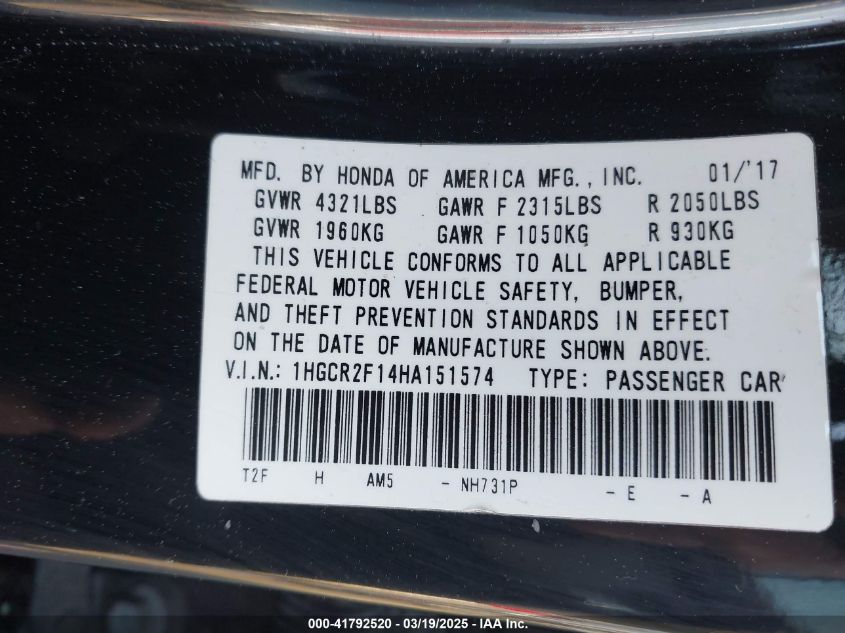 MFD. BY HONDA OF AMERICA MFG., INC. 01/'17
GVWR 4321LBS GAWR F 2315LBS R 2050LBS
GVWR 1960KG GAWR F 1050KG R 930KG
THIS VEHICLE CONFORMS TO ALL APPLICABLE
FEDERAL MOTOR VEHICLE SAFETY, BUMPER,
AND THEFT PREVENTION STANDARDS IN EFFECT
ON THE DATE OF MANUFACTURE SHOWN ABOVE.
V.I.N.: 1HGCR2F14HA151574 TYPE: PASSENGER CAR
T2F H AM5 - NH731P - E - A
000-41792520 - 03/19/2025 - IAA Inc.